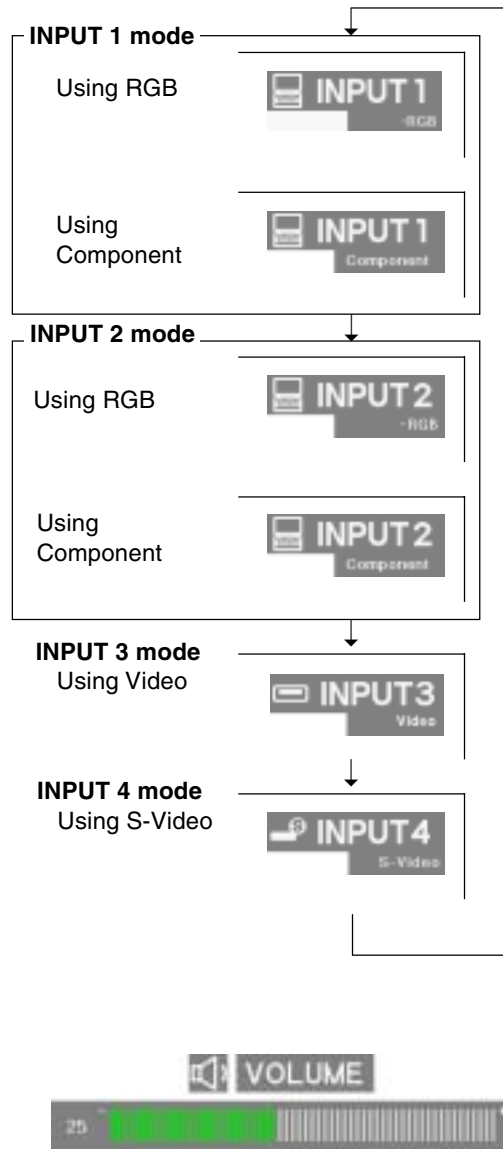 INPUT 1 mode
Using RGB
INPUT 1
-RGB
Using
Component
INPUT 1
Component
INPUT 2 mode
Using RGB
INPUT 2
-RGB
Using
Component
INPUT 2
Component
INPUT 3 mode
Using Video
INPUT3
Video
INPUT 4 mode
Using S-Video
INPUT4
S-Video
VOLUME
25